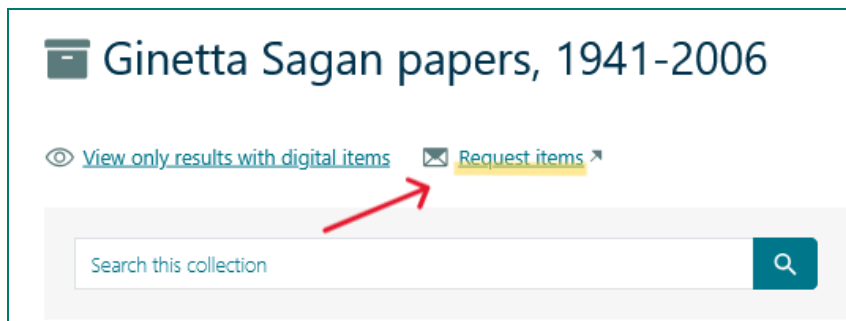 Ginetta Sagan papers, 1941-2006
View only results with digital items Request items
Search this collection